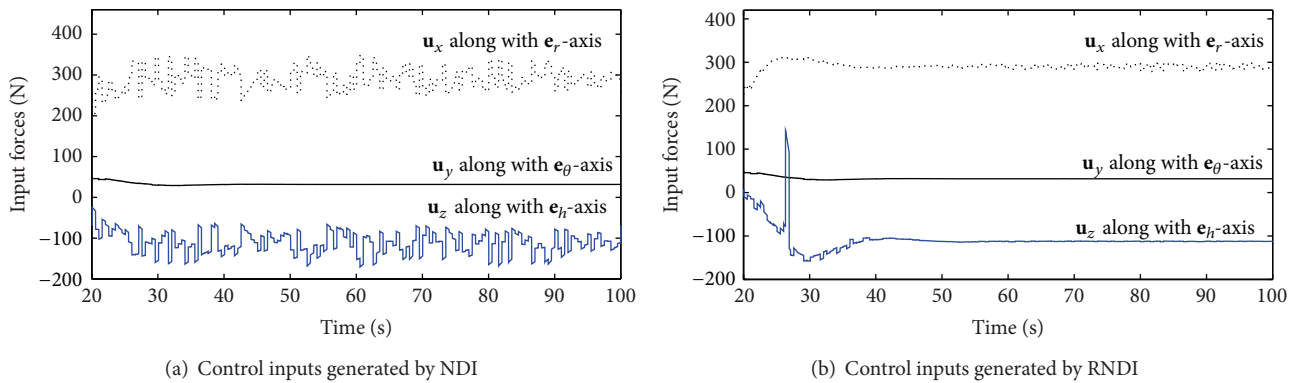 400
300
200
100
0
−100
−200
Input forces (N)
u_x along with e_r-axis
u_y along with e_θ-axis
u_z along with e_h-axis
20 30 40 50 60 70 80 90 100
Time (s)
(a) Control inputs generated by NDI
400
300
200
100
0
−100
−200
Input forces (N)
u_x along with e_r-axis
u_y along with e_θ-axis
u_z along with e_h-axis
20 30 40 50 60 70 80 90 100
Time (s)
(b) Control inputs generated by RNDI